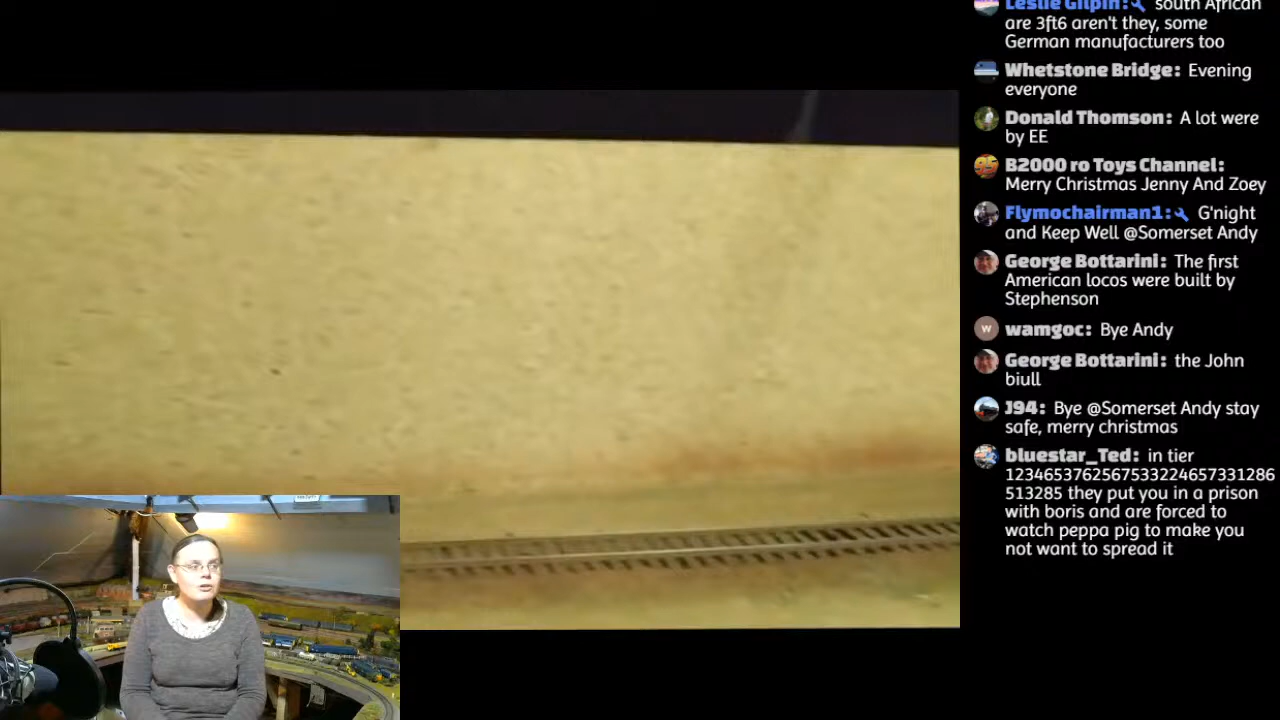 Leslie Gilpin: south African
are 3ft6 aren't they, some
German manufacturers too
Whetstone Bridge: Evening
everyone
Donald Thomson: A lot were
by EE
B2000 ro Toys Channel:
Merry Christmas Jenny And Zoey
Flymochairman1: G'night
and Keep Well @Somerset Andy
George Bottarini: The first
American locos were built by
Stephenson
W wamgoc: Bye Andy
George Bottarini: the John
biull
J94: Bye @Somerset Andy stay
safe, merry christmas
bluestar_Ted: in tier
1234653762567533224657331286
513285 they put you in a prison
with boris and are forced to
watch peppa pig to make you
not want to spread it